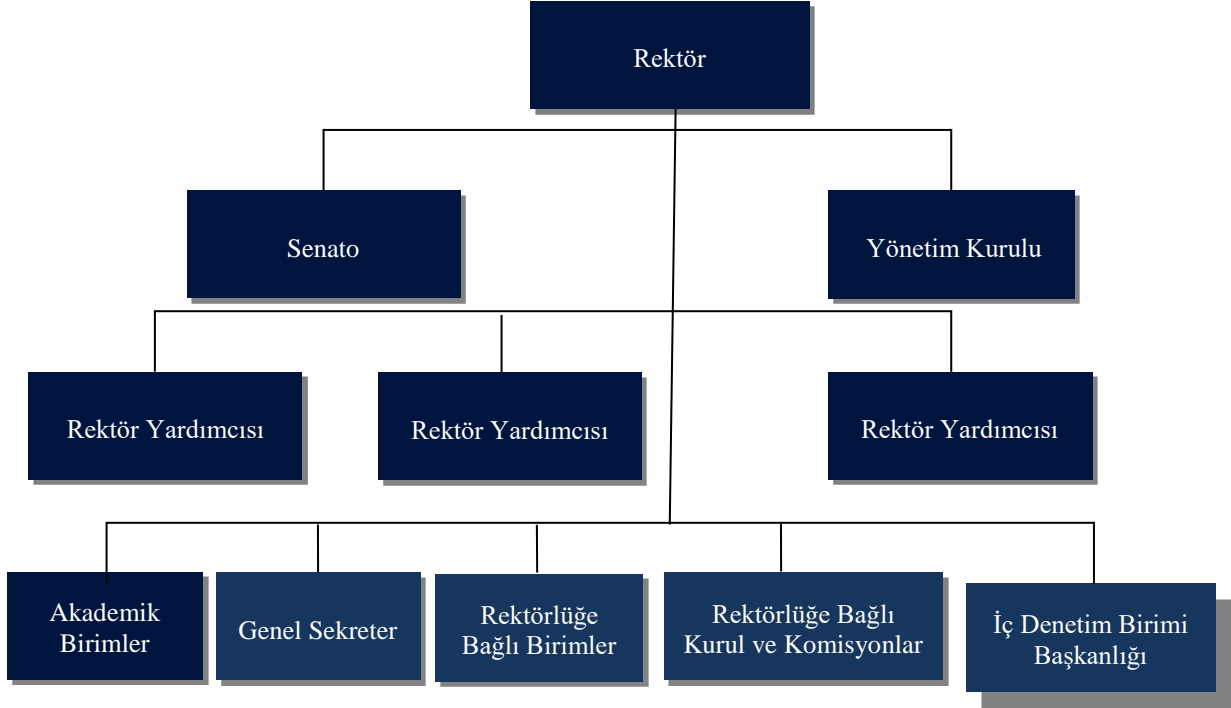 Rektör
Senato
Yönetim Kurulu
Rektör Yardımcısı
Rektör Yardımcısı
Rektör Yardımcısı
Akademik
Birimler
Genel Sekreter
Rektörlüğe
Bağlı Birimler
Rektörlüğe Bağlı
Kurul ve Komisyonlar
İç Denetim Birimi
Başkanlığı